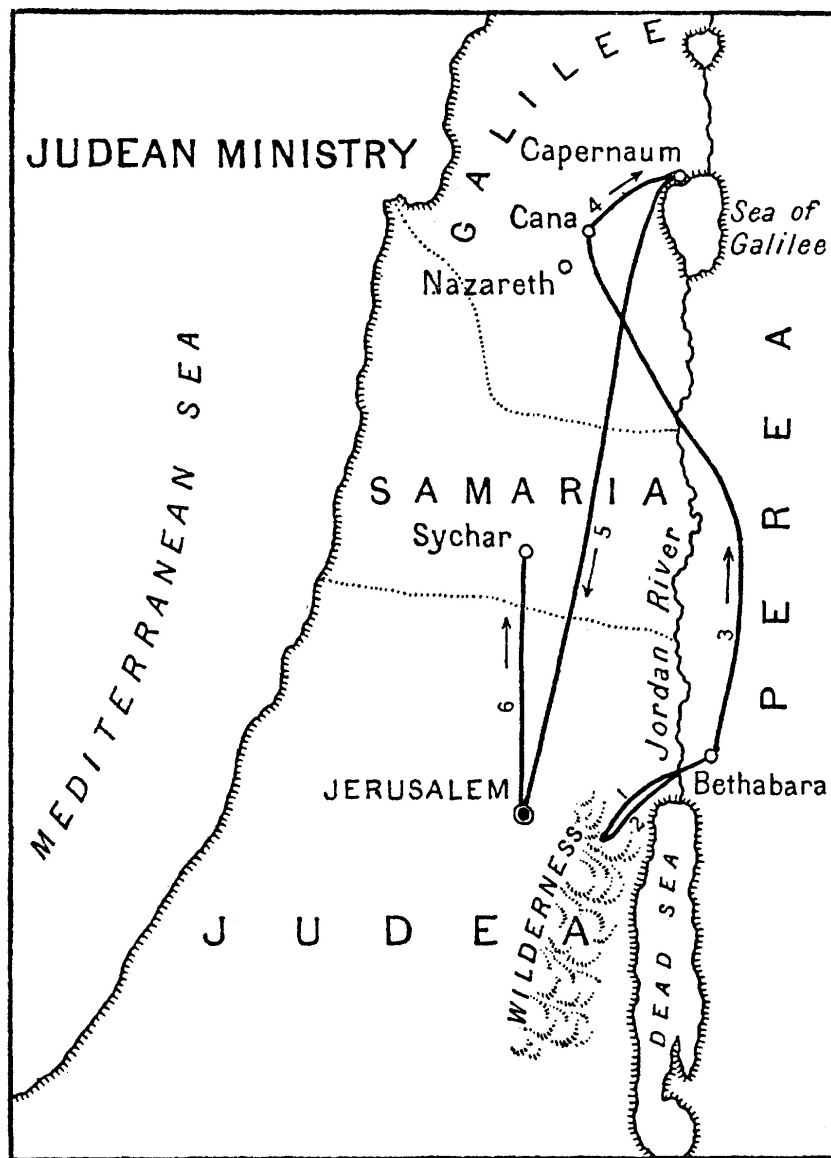 GALILEE
JUDEAN MINISTRY
Capernaum
4
Cana
Sea of
Galilee
Nazareth
MEDITERRANEAN SEA
PEREA
SAMARIA
Sychar
5
Jordan River
3
6
JERUSALEM
Bethabara
1
2
WILDERNESS
JUDEA
DEAD SEA